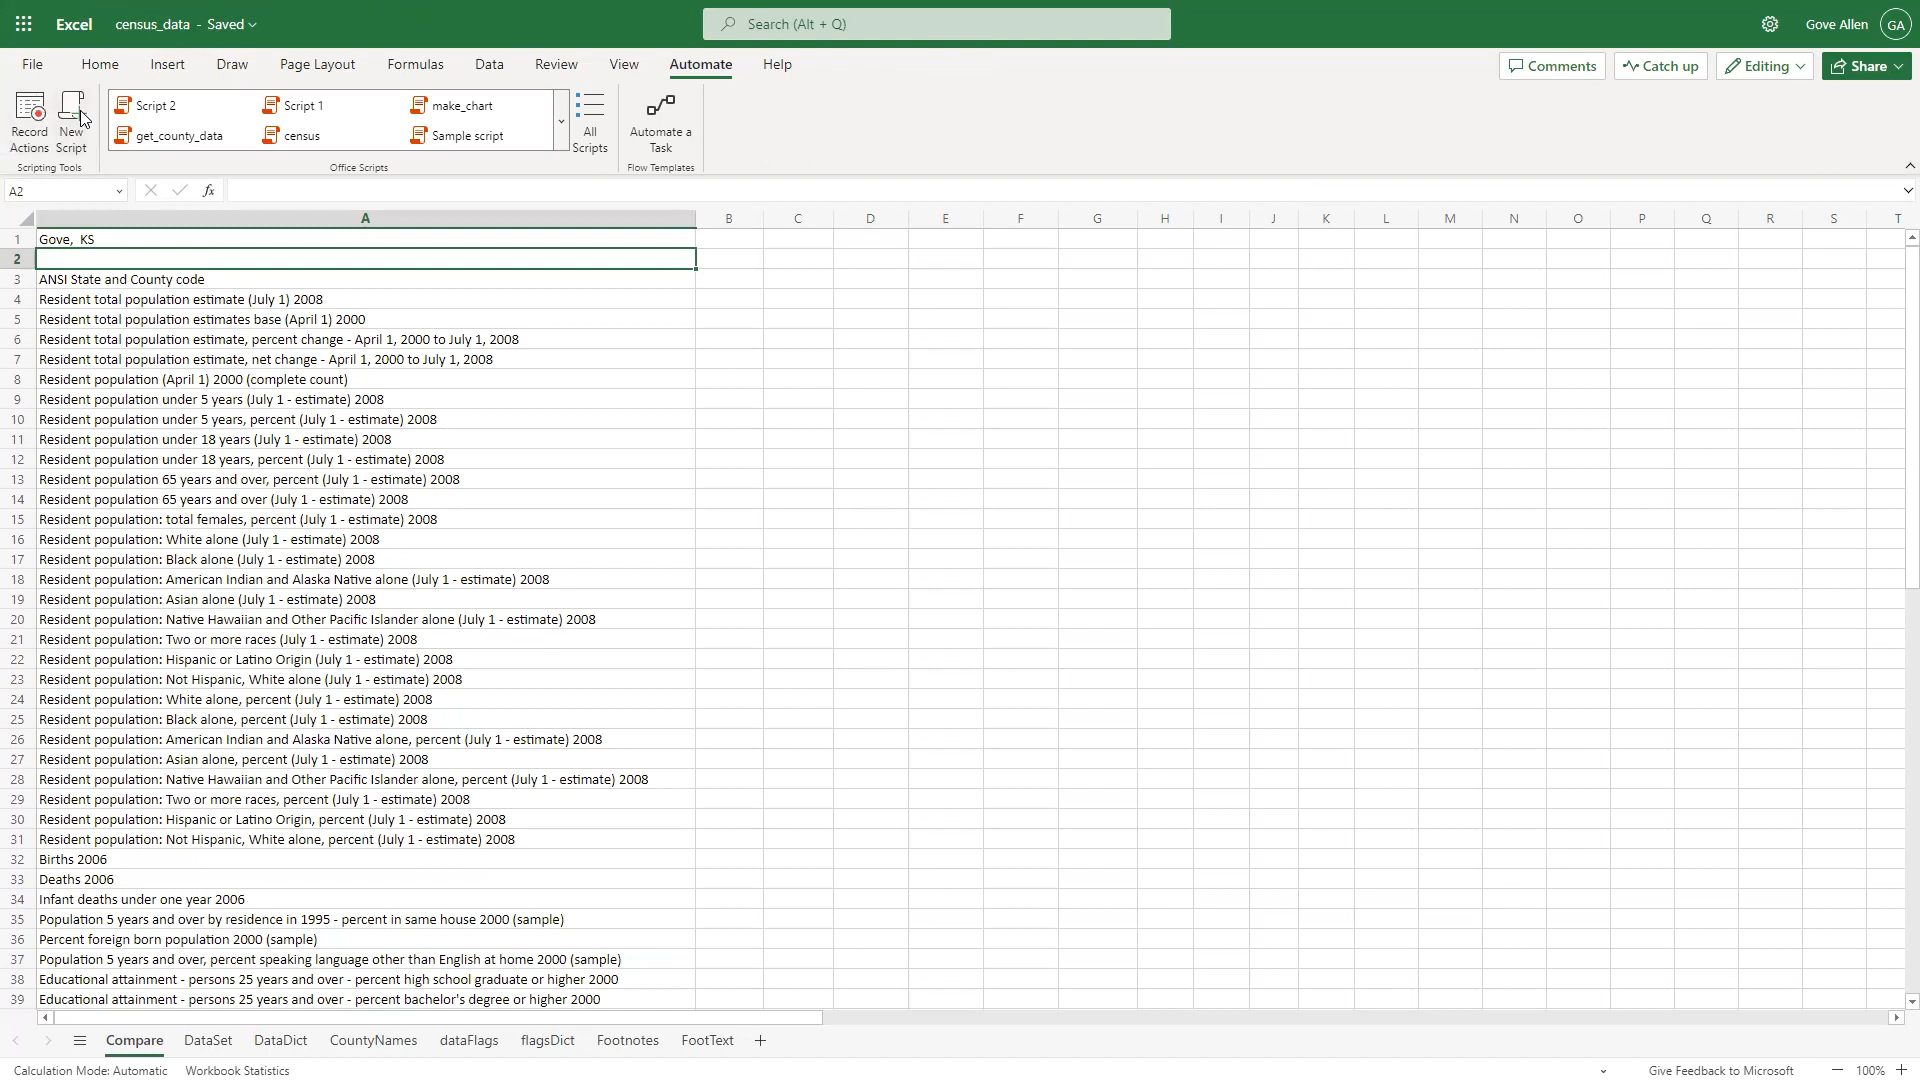 Excel census_data - Saved Search (Alt + Q) Gove Allen GA
File Home Insert Draw Page Layout Formulas Data Review View Automate Help Comments Catch up Editing Share
Record Actions New Script Script 2 Script 1 make_chart All Scripts Automate a Task
get_county_data census Sample script
Scripting Tools Office Scripts Flow Templates
A2 fx
A B C D E F G H I J K L M N O P Q R S T
1 Gove, KS
2
3 ANSI State and County code
4 Resident total population estimate (July 1) 2008
5 Resident total population estimates base (April 1) 2000
6 Resident total population estimate, percent change - April 1, 2000 to July 1, 2008
7 Resident total population estimate, net change - April 1, 2000 to July 1, 2008
8 Resident population (April 1) 2000 (complete count)
9 Resident population under 5 years (July 1 - estimate) 2008
10 Resident population under 5 years, percent (July 1 - estimate) 2008
11 Resident population under 18 years (July 1 - estimate) 2008
12 Resident population under 18 years, percent (July 1 - estimate) 2008
13 Resident population 65 years and over, percent (July 1 - estimate) 2008
14 Resident population 65 years and over (July 1 - estimate) 2008
15 Resident population: total females, percent (July 1 - estimate) 2008
16 Resident population: White alone (July 1 - estimate) 2008
17 Resident population: Black alone (July 1 - estimate) 2008
18 Resident population: American Indian and Alaska Native alone (July 1 - estimate) 2008
19 Resident population: Asian alone (July 1 - estimate) 2008
20 Resident population: Native Hawaiian and Other Pacific Islander alone (July 1 - estimate) 2008
21 Resident population: Two or more races (July 1 - estimate) 2008
22 Resident population: Hispanic or Latino Origin (July 1 - estimate) 2008
23 Resident population: Not Hispanic, White alone (July 1 - estimate) 2008
24 Resident population: White alone, percent (July 1 - estimate) 2008
25 Resident population: Black alone, percent (July 1 - estimate) 2008
26 Resident population: American Indian and Alaska Native alone, percent (July 1 - estimate) 2008
27 Resident population: Asian alone, percent (July 1 - estimate) 2008
28 Resident population: Native Hawaiian and Other Pacific Islander alone, percent (July 1 - estimate) 2008
29 Resident population: Two or more races, percent (July 1 - estimate) 2008
30 Resident population: Hispanic or Latino Origin, percent (July 1 - estimate) 2008
31 Resident population: Not Hispanic, White alone, percent (July 1 - estimate) 2008
32 Births 2006
33 Deaths 2006
34 Infant deaths under one year 2006
35 Population 5 years and over by residence in 1995 - percent in same house 2000 (sample)
36 Percent foreign born population 2000 (sample)
37 Population 5 years and over, percent speaking language other than English at home 2000 (sample)
38 Educational attainment - persons 25 years and over - percent high school graduate or higher 2000
39 Educational attainment - persons 25 years and over - percent bachelor's degree or higher 2000
Compare DataSet DataDict CountyNames dataFlags flagsDict Footnotes FootText
Calculation Mode: Automatic Workbook Statistics Give Feedback to Microsoft 100%